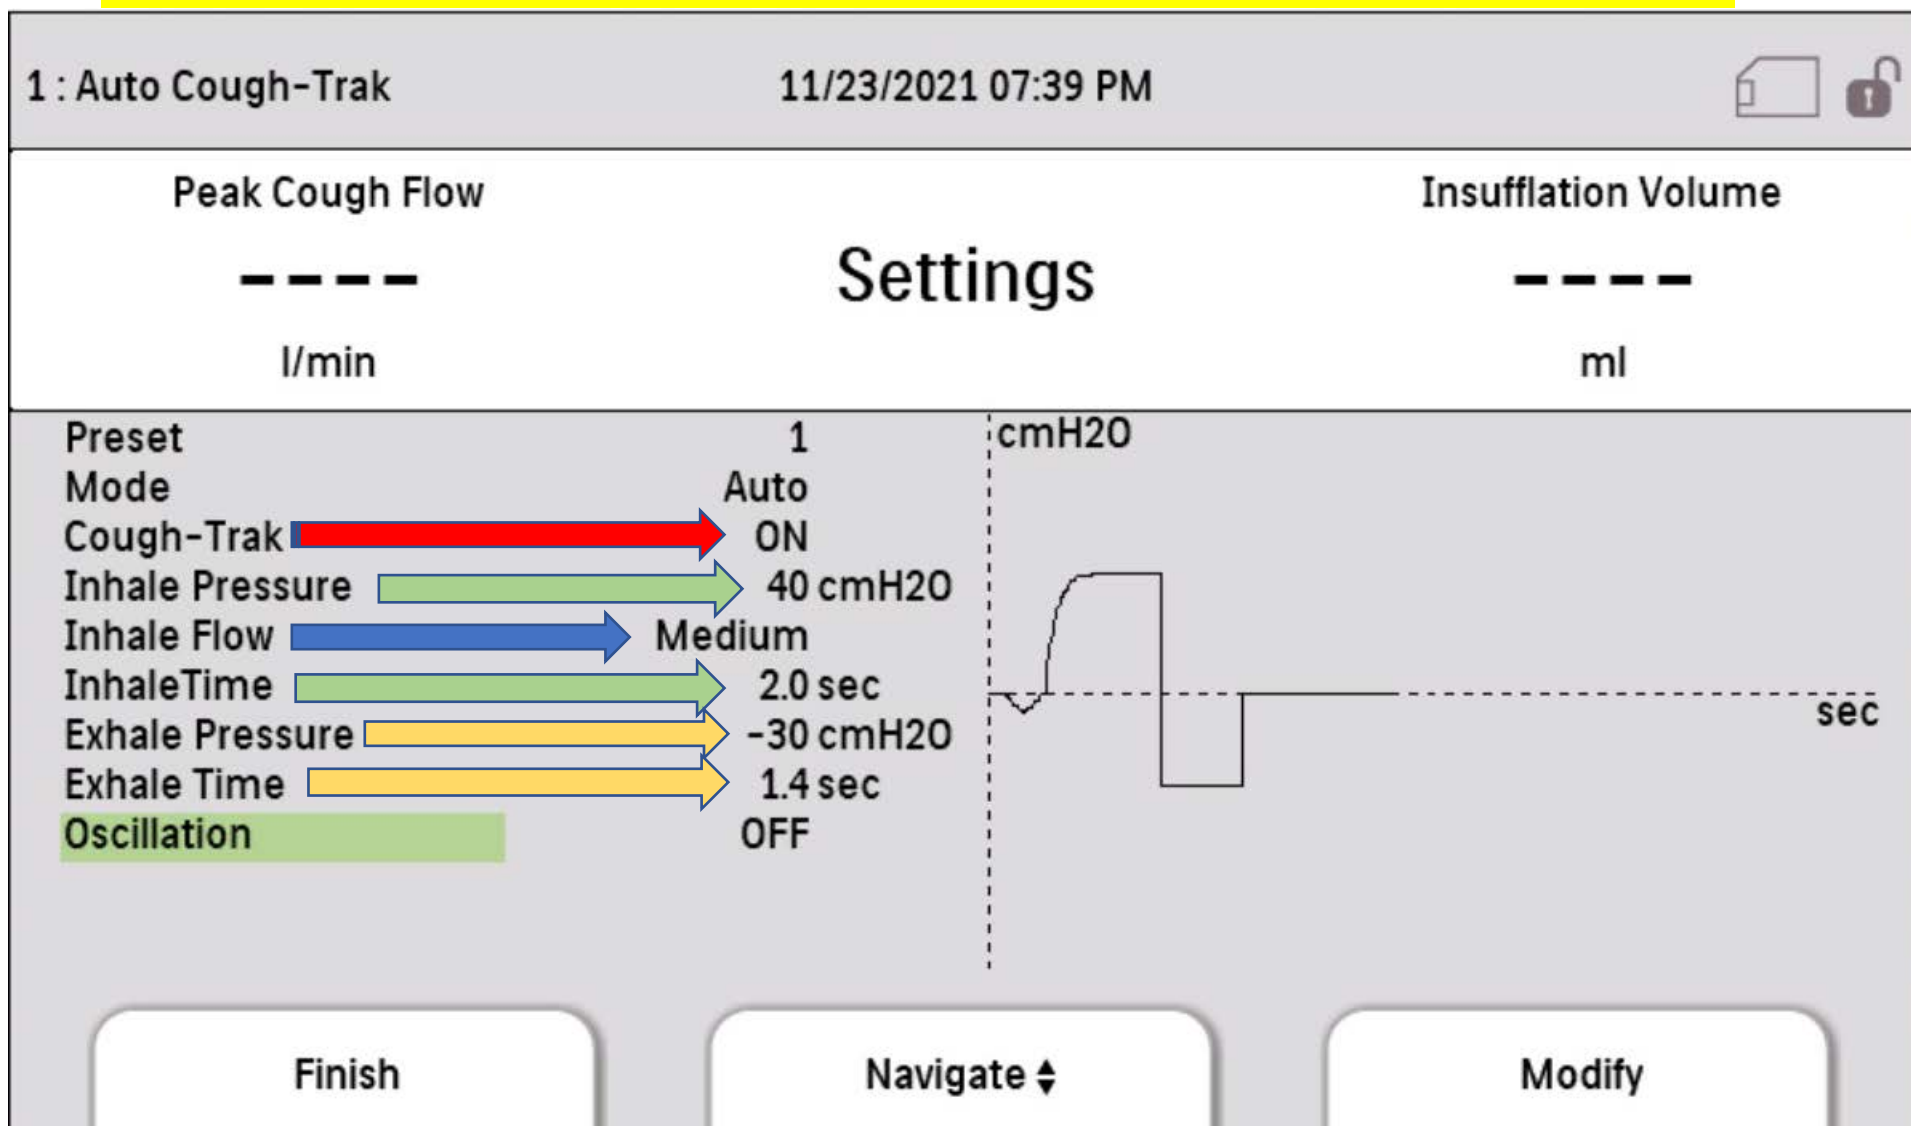 1 : Auto Cough-Trak 11/23/2021 07:39 PM
Peak Cough Flow
----
l/min
Settings
Insufflation Volume
----
ml
Preset 1
Mode Auto
Cough-Trak ON
Inhale Pressure 40 cmH2O
Inhale Flow Medium
InhaleTime 2.0 sec
Exhale Pressure -30 cmH2O
Exhale Time 1.4 sec
Oscillation OFF
cmH2O
sec
Finish
Navigate
Modify